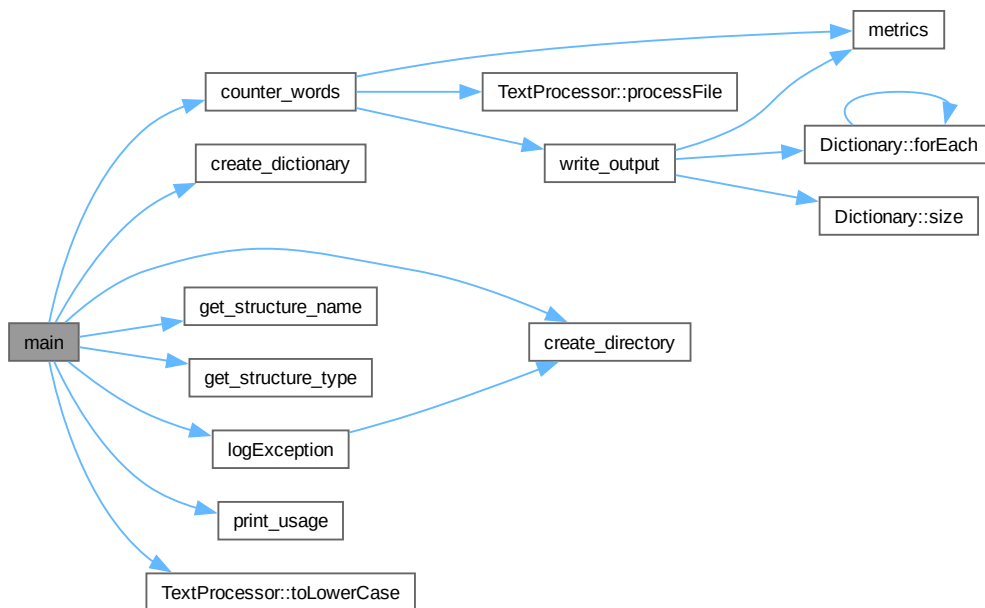 metrics
counter_words
TextProcessor::processFile
Dictionary::forEach
create_dictionary
write_output
Dictionary::size
get_structure_name
main
create_directory
get_structure_type
logException
print_usage
TextProcessor::toLowerCase